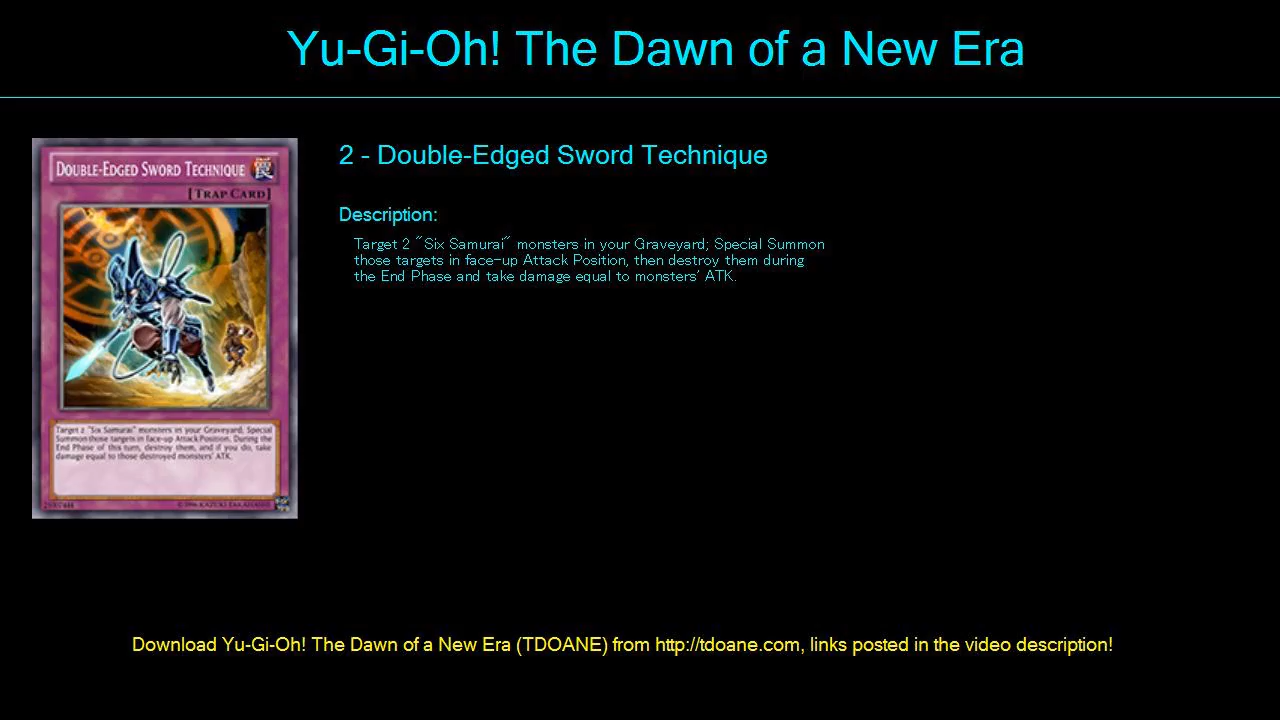 Yu-Gi-Oh! The Dawn of a New Era
DOUBLE-EDGED SWORD TECHNIQUE
[TRAP CARD]
Target 2 "Six Samurai" monsters in your Graveyard; Special
Summon those targets in face-up Attack Position. During the
End Phase of this turn, destroy them, and if you do, take
damage equal to those destroyed monsters' ATK.
©1996 KAZUKI TAKAHASHI
2 - Double-Edged Sword Technique
Description:
Target 2 "Six Samurai" monsters in your Graveyard; Special Summon
those targets in face-up Attack Position, then destroy them during
the End Phase and take damage equal to monsters' ATK.
Download Yu-Gi-Oh! The Dawn of a New Era (TDOANE) from http://tdoane.com, links posted in the video description!